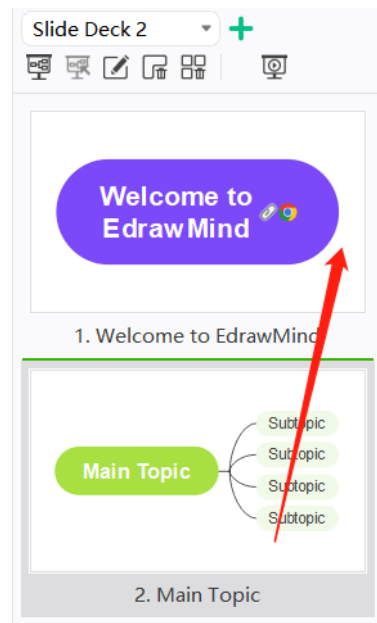 Slide Deck 2
Welcome to
EdrawMind
1. Welcome to EdrawMind
Main Topic
Subtopic
Subtopic
Subtopic
Subtopic
2. Main Topic